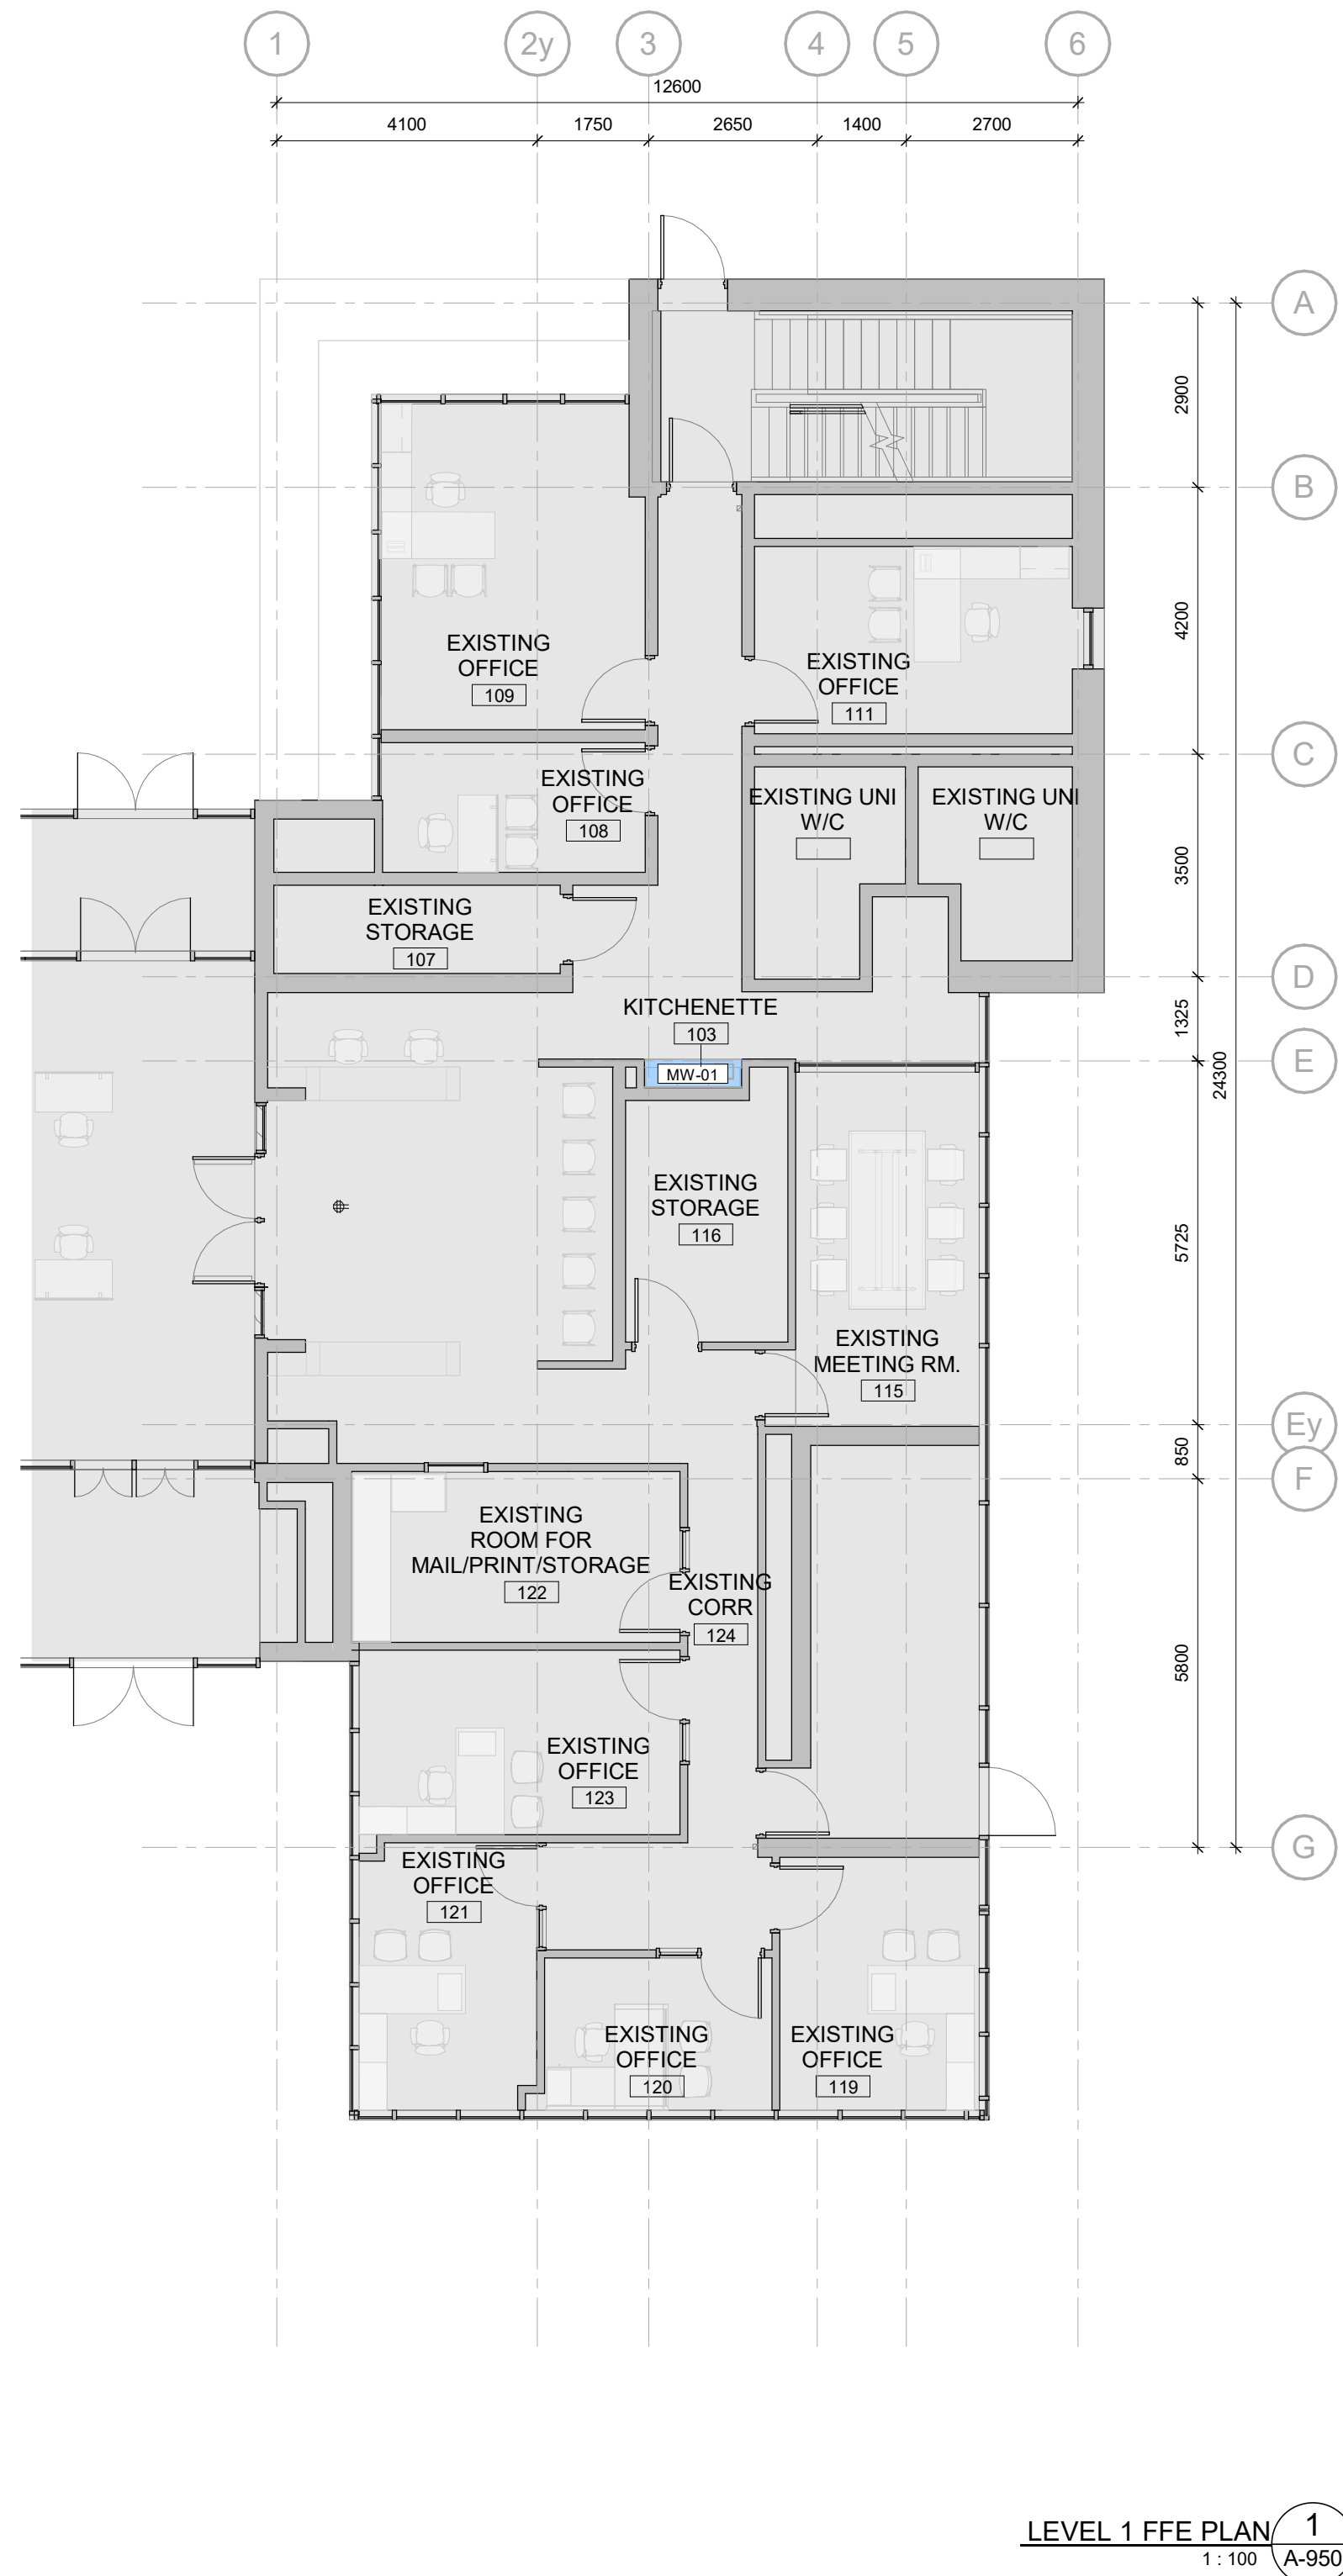 1
2y
3
4
5
6
12600
4100
1750
2650
1400
2700
A
2900
B
4200
EXISTING
OFFICE
109
EXISTING
OFFICE
111
C
EXISTING
OFFICE
108
EXISTING UNI
W/C
EXISTING UNI
W/C
3500
EXISTING
STORAGE
107
D
KITCHENETTE
103
1325
E
MW-01
24300
EXISTING
STORAGE
116
5725
EXISTING
MEETING RM.
115
Ey
850
F
EXISTING
ROOM FOR
MAIL/PRINT/STORAGE
122
EXISTING
CORR
124
5800
EXISTING
OFFICE
123
G
EXISTING
OFFICE
121
EXISTING
OFFICE
120
EXISTING
OFFICE
119
LEVEL 1 FFE PLAN
1
1 : 100
A-950